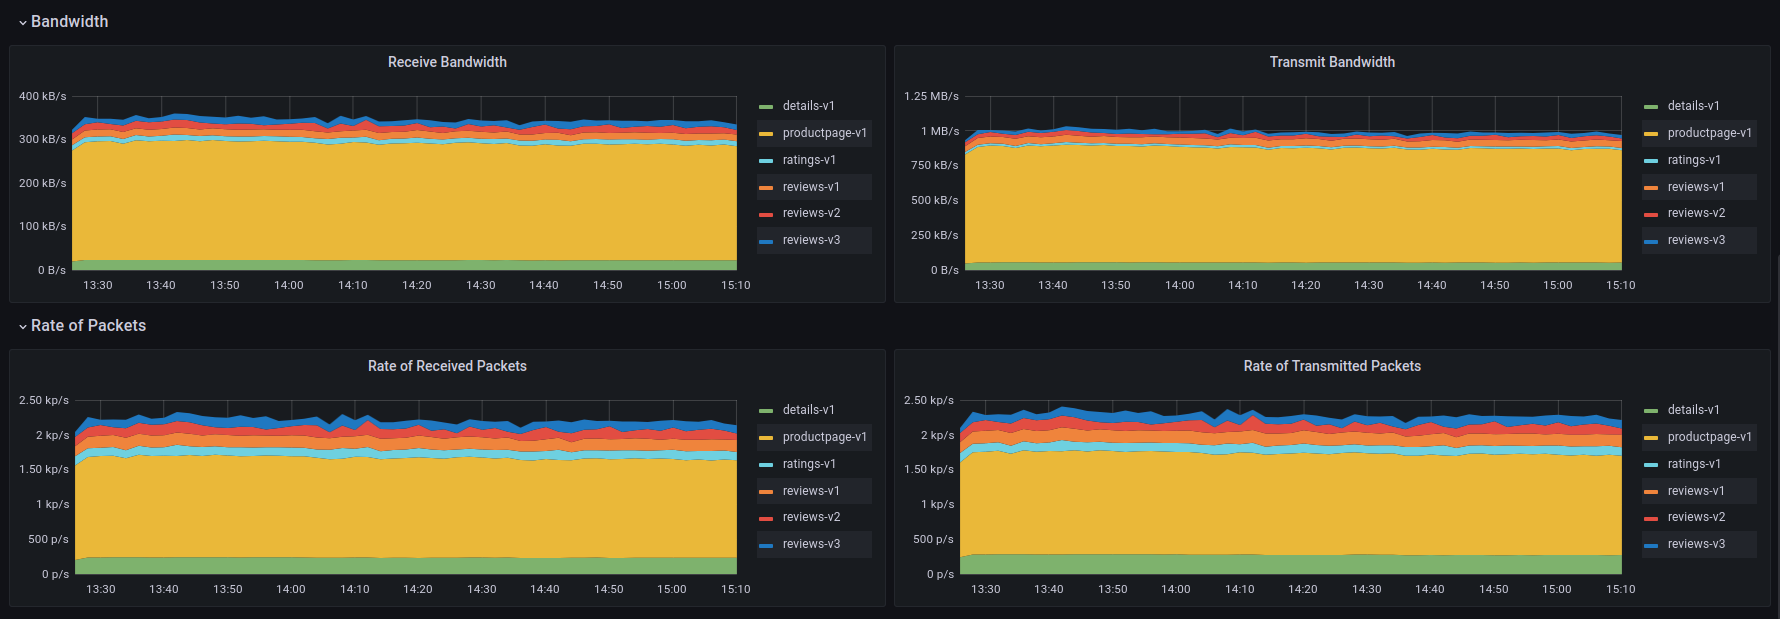 Bandwidth
Receive Bandwidth
400 kB/s
300 kB/s
200 kB/s
100 kB/s
0 B/s
13:30 13:40 13:50 14:00 14:10 14:20 14:30 14:40 14:50 15:00 15:10
details-v1
productpage-v1
ratings-v1
reviews-v1
reviews-v2
reviews-v3
Transmit Bandwidth
1.25 MB/s
1 MB/s
750 kB/s
500 kB/s
250 kB/s
0 B/s
13:30 13:40 13:50 14:00 14:10 14:20 14:30 14:40 14:50 15:00 15:10
details-v1
productpage-v1
ratings-v1
reviews-v1
reviews-v2
reviews-v3
Rate of Packets
Rate of Received Packets
2.50 kp/s
2 kp/s
1.50 kp/s
1 kp/s
500 p/s
0 p/s
13:30 13:40 13:50 14:00 14:10 14:20 14:30 14:40 14:50 15:00 15:10
details-v1
productpage-v1
ratings-v1
reviews-v1
reviews-v2
reviews-v3
Rate of Transmitted Packets
2.50 kp/s
2 kp/s
1.50 kp/s
1 kp/s
500 p/s
0 p/s
13:30 13:40 13:50 14:00 14:10 14:20 14:30 14:40 14:50 15:00 15:10
details-v1
productpage-v1
ratings-v1
reviews-v1
reviews-v2
reviews-v3